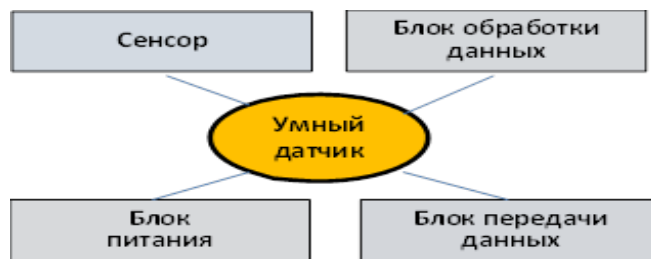 Сенсор
Блок обработки
данных
Умный
датчик
Блок
питания
Блок передачи
данных